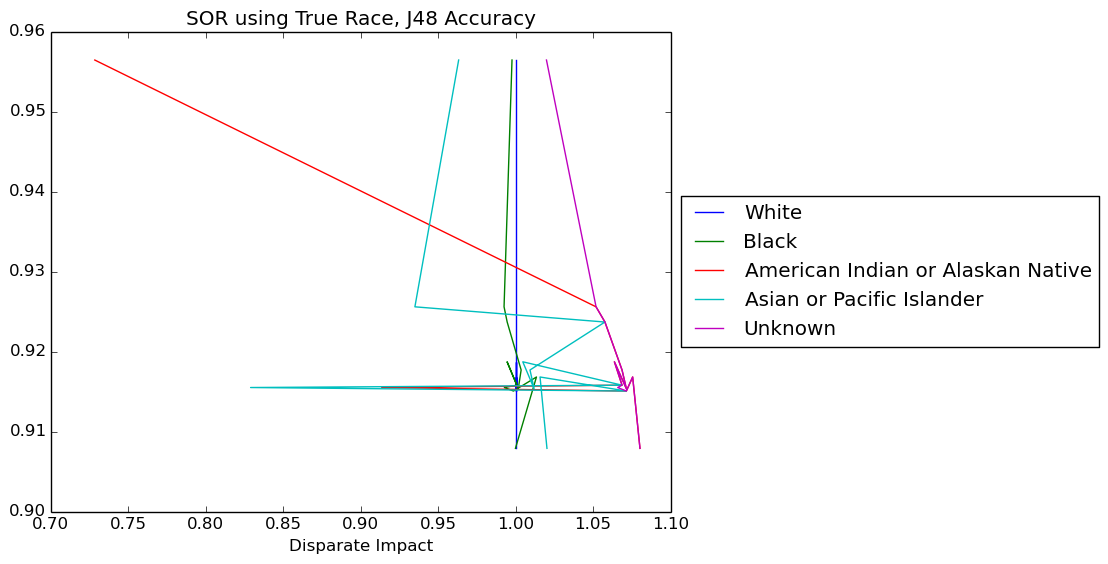 SOR using True Race, J48 Accuracy
0.96
0.95
0.94
0.93
0.92
0.91
0.90
0.70 0.75 0.80 0.85 0.90 0.95 1.00 1.05 1.10
Disparate Impact
White
Black
American Indian or Alaskan Native
Asian or Pacific Islander
Unknown